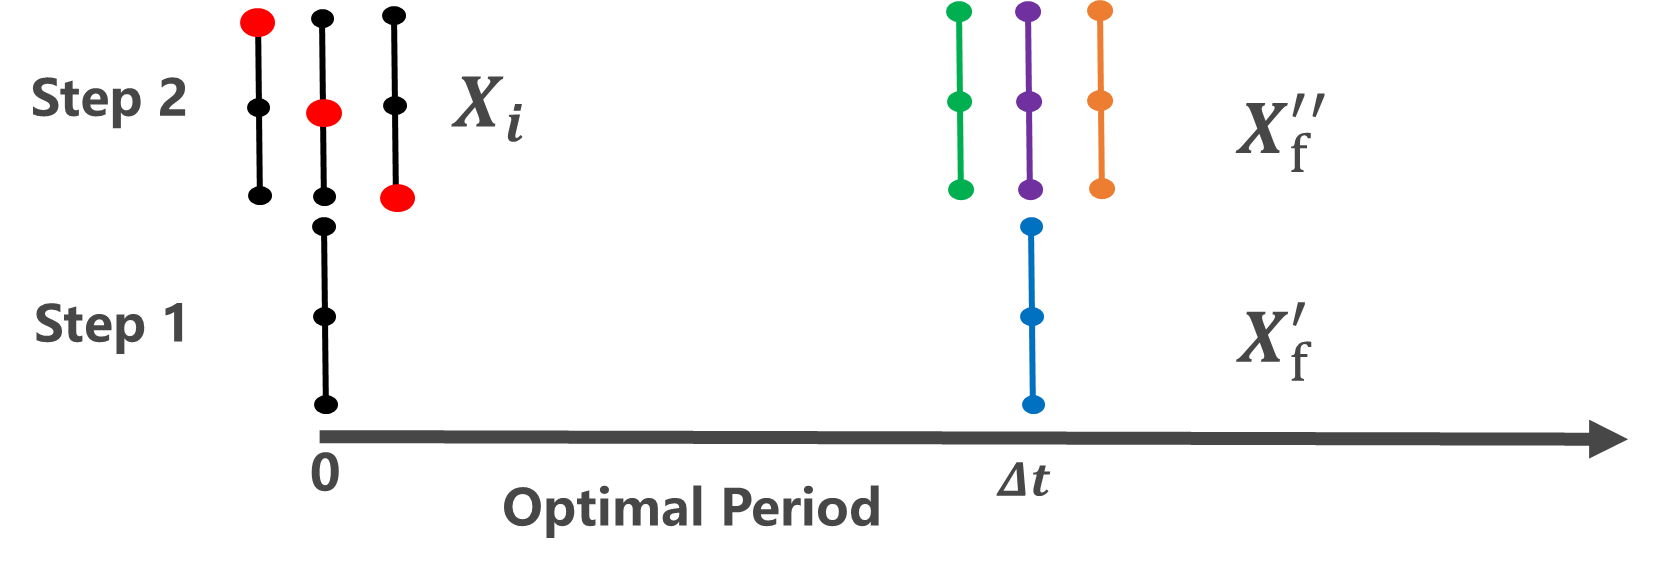 Step 2
X_i
X_f''
Step 1
X_f'
0
Δt
Optimal Period